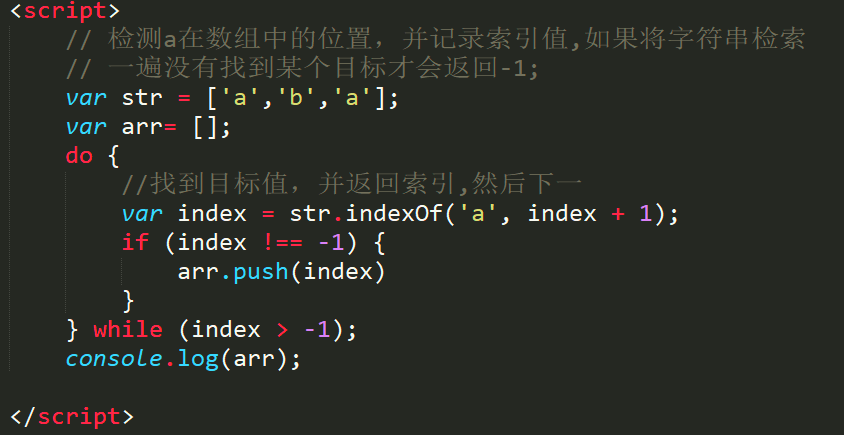 <script>
// 检测a在数组中的位置，并记录索引值,如果将字符串检索
// 一遍没有找到某个目标才会返回-1;
var str = ['a','b','a'];
var arr= [];
do {
//找到目标值，并返回索引,然后下一
var index = str.indexOf('a', index + 1);
if (index !== -1) {
arr.push(index)
}
} while (index > -1);
console.log(arr);
</script>